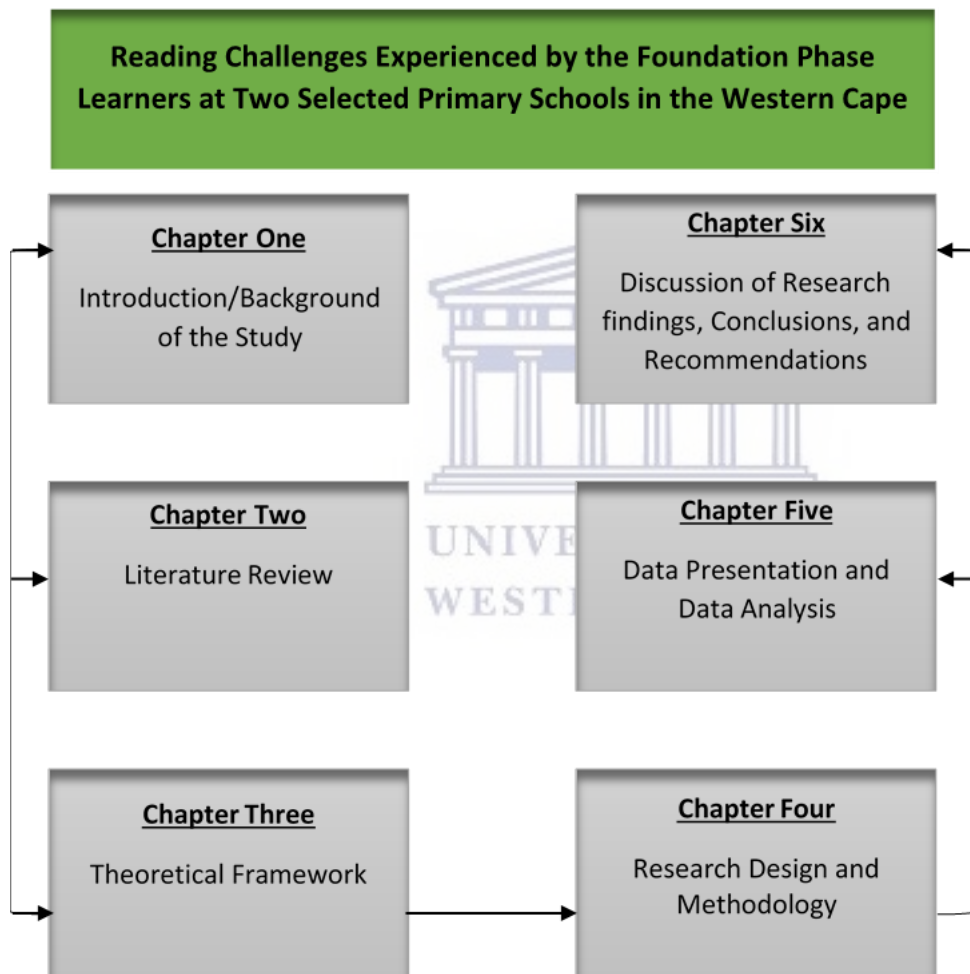 Reading Challenges Experienced by the Foundation Phase
Learners at Two Selected Primary Schools in the Western Cape
Chapter One
Introduction/Background
of the Study
Chapter Two
Literature Review
Chapter Three
Theoretical Framework
Chapter Four
Research Design and
Methodology
Chapter Five
Data Presentation and
Data Analysis
Chapter Six
Discussion of Research
findings, Conclusions, and
Recommendations